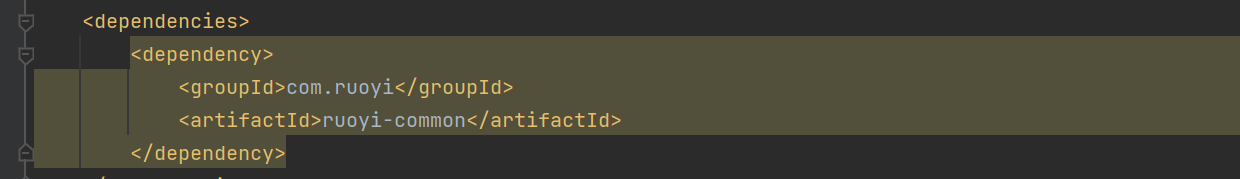 <dependencies>
<dependency>
<groupId>com.ruoyi</groupId>
<artifactId>ruoyi-common</artifactId>
</dependency>